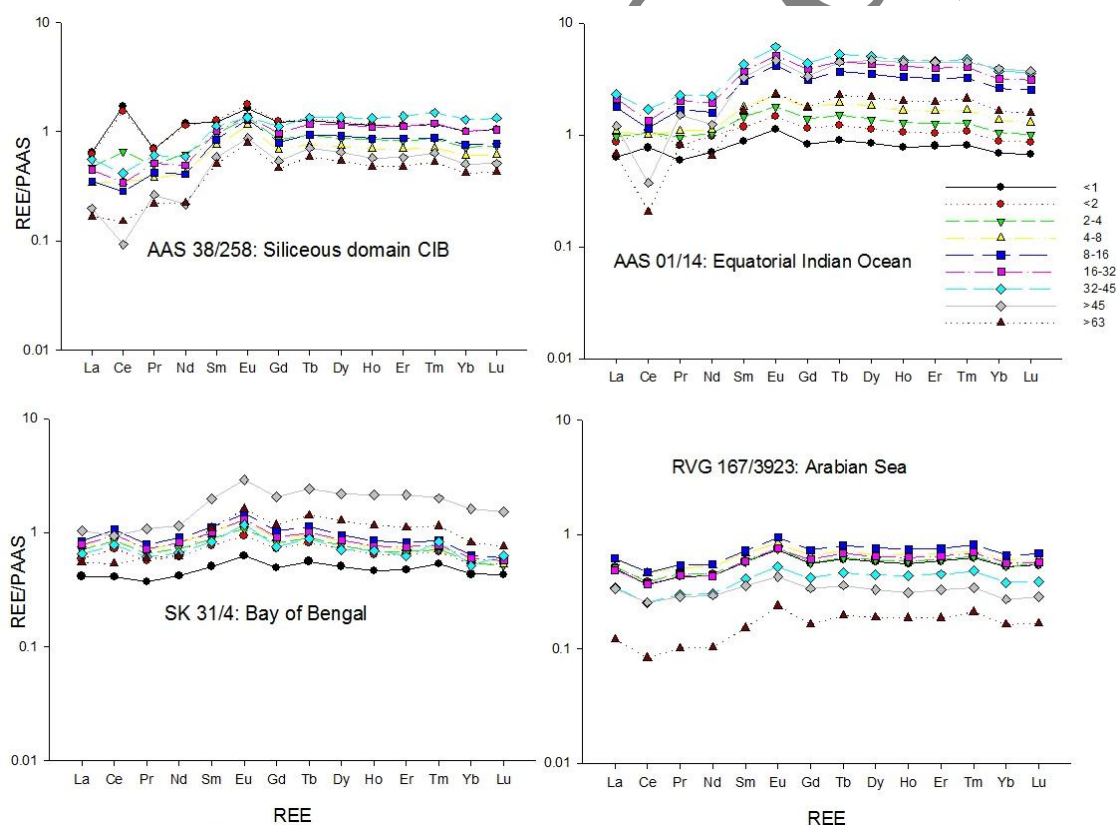 10
1
0.1
0.01
REE/PAAS
AAS 38/258: Siliceous domain CIB
La Ce Pr Nd Sm Eu Gd Tb Dy Ho Er Tm Yb Lu
10
1
0.1
0.01
AAS 01/14: Equatorial Indian Ocean
<1
<2
2-4
4-8
8-16
16-32
32-45
>45
>63
La Ce Pr Nd Sm Eu Gd Tb Dy Ho Er Tm Yb Lu
10
1
0.1
0.01
REE/PAAS
SK 31/4: Bay of Bengal
La Ce Pr Nd Sm Eu Gd Tb Dy Ho Er Tm Yb Lu
REE
10
1
0.1
0.01
RVG 167/3923: Arabian Sea
La Ce Pr Nd Sm Eu Gd Tb Dy Ho Er Tm Yb Lu
REE